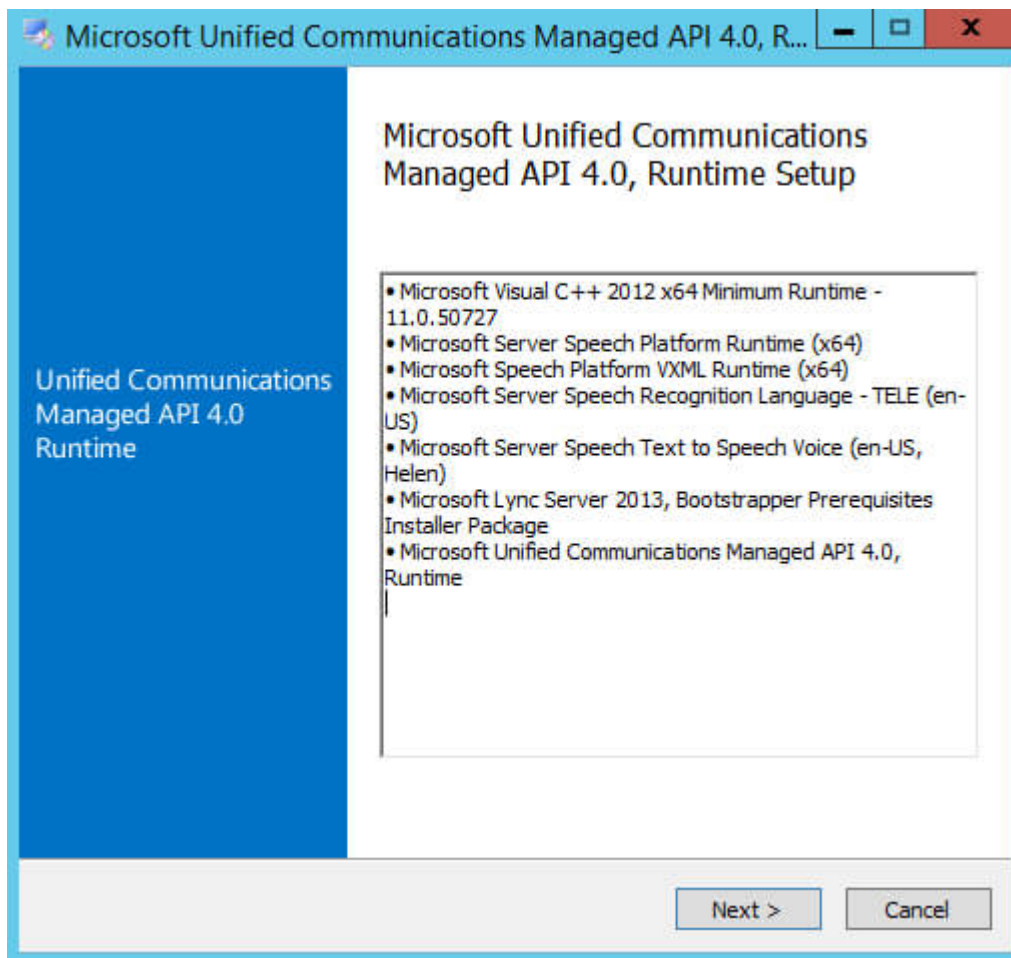 Microsoft Unified Communications Managed API 4.0, R...
Microsoft Unified Communications
Managed API 4.0, Runtime Setup
• Microsoft Visual C++ 2012 x64 Minimum Runtime -
11.0.50727
• Microsoft Server Speech Platform Runtime (x64)
• Microsoft Speech Platform VXML Runtime (x64)
• Microsoft Server Speech Recognition Language - TELE (en-
US)
• Microsoft Server Speech Text to Speech Voice (en-US,
Helen)
• Microsoft Lync Server 2013, Bootstrapper Prerequisites
Installer Package
• Microsoft Unified Communications Managed API 4.0,
Runtime
Unified Communications
Managed API 4.0
Runtime
Next >
Cancel